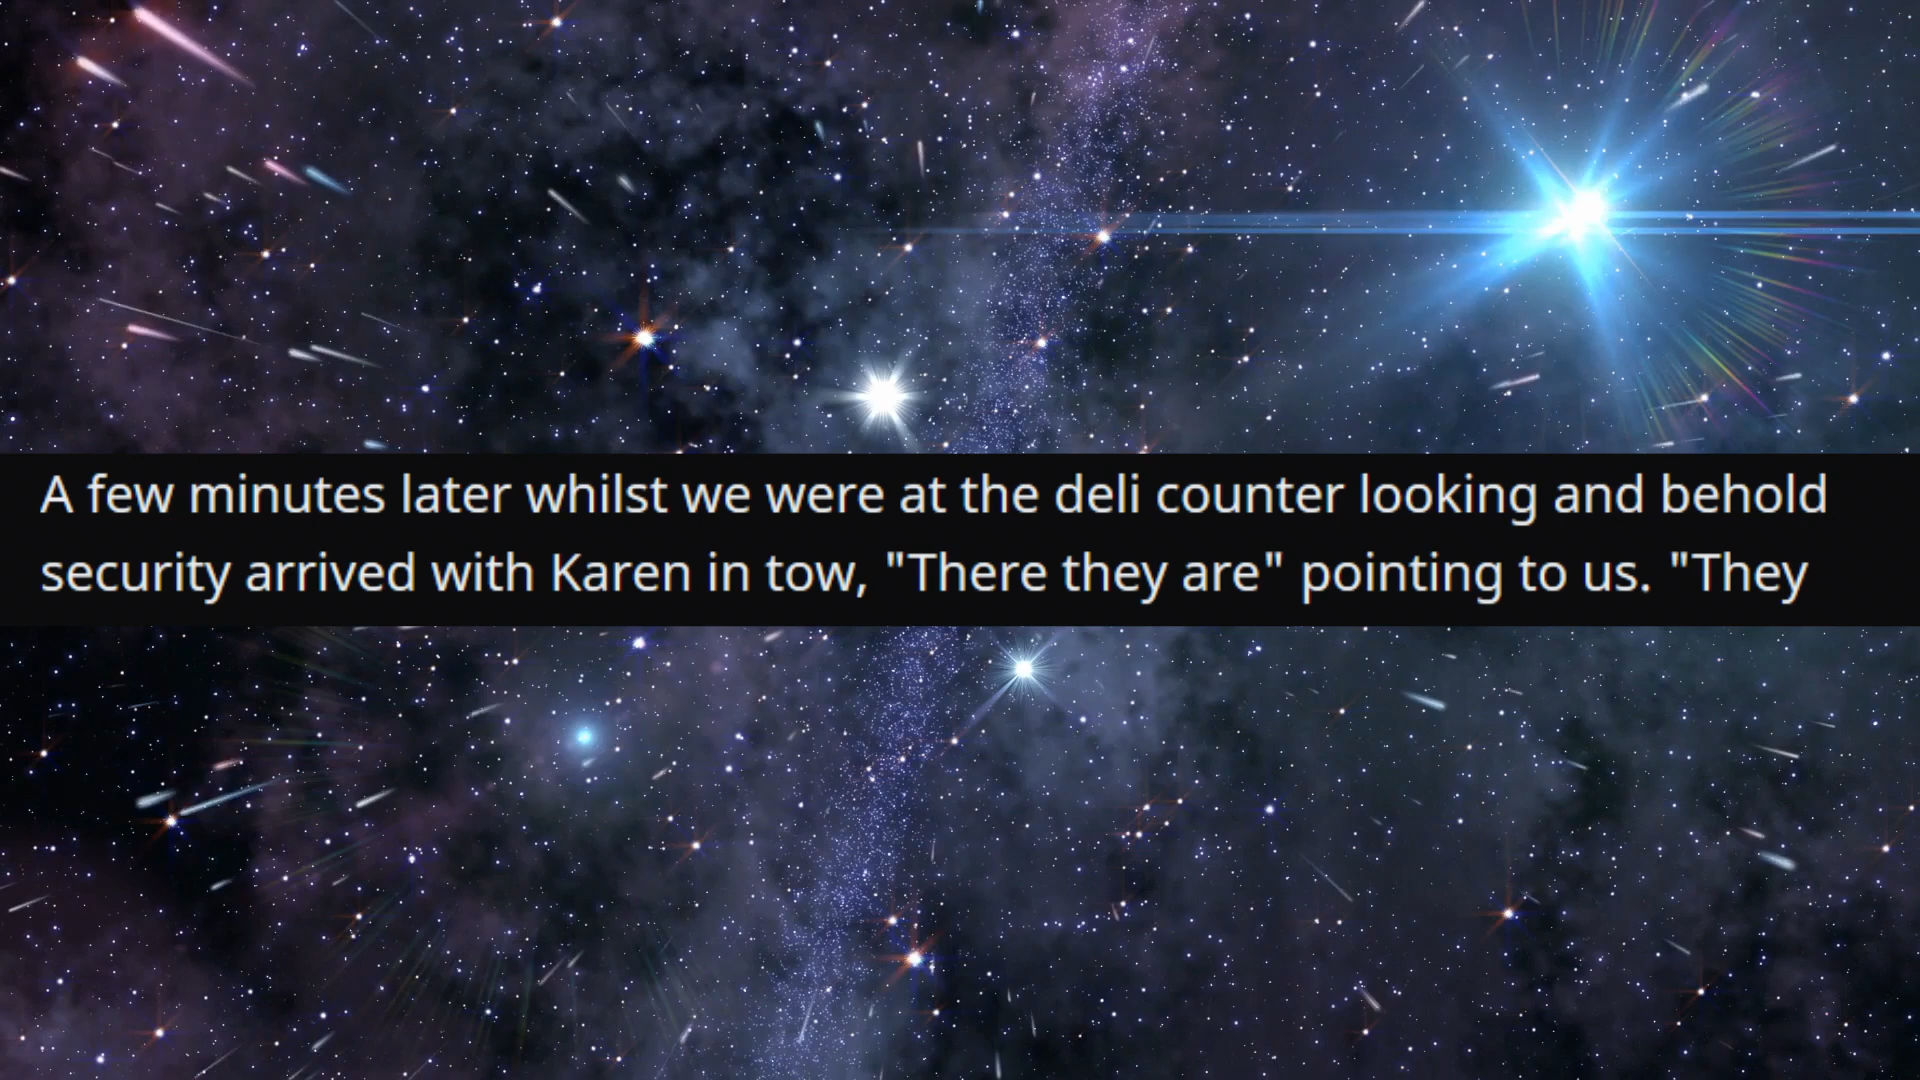 A few minutes later whilst we were at the deli counter looking and behold
security arrived with Karen in tow, "There they are" pointing to us. "They